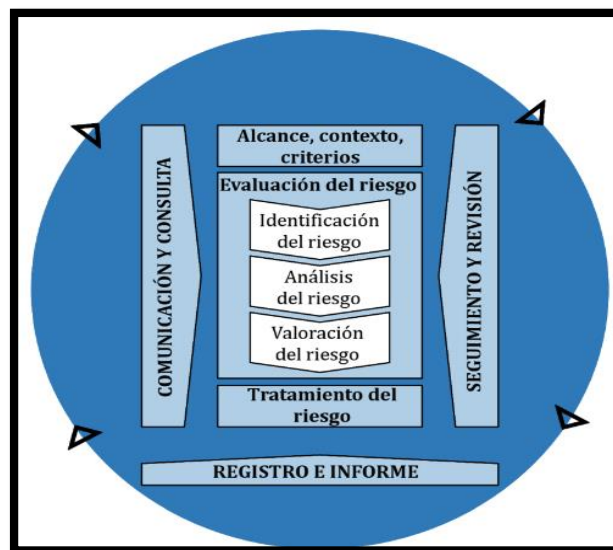 Alcance, contexto,
criterios
Evaluación del riesgo
Identificación
del riesgo
Análisis
del riesgo
Valoración
del riesgo
Tratamiento del
riesgo
COMUNICACIÓN Y CONSULTA
SEGUIMIENTO Y REVISIÓN
REGISTRO E INFORME